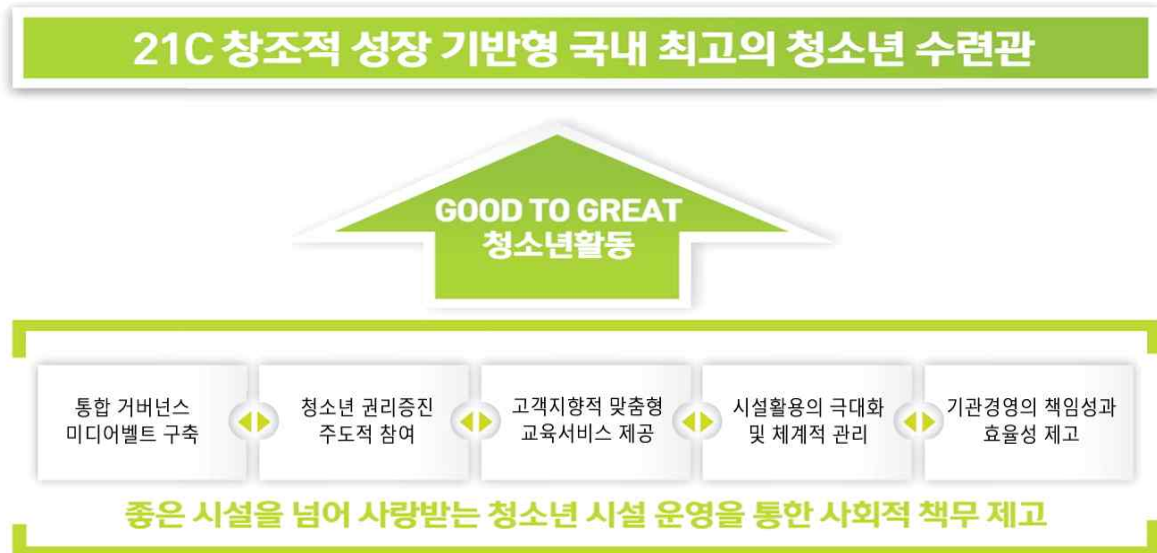 21C 창조적 성장 기반형 국내 최고의 청소년 수련관
GOOD TO GREAT
청소년활동
통합 거버넌스
미디어벨트 구축
청소년 권리증진
주도적 참여
고객지향적 맞춤형
교육서비스 제공
시설활용의 극대화
및 체계적 관리
기관경영의 책임성과
효율성 제고
좋은 시설을 넘어 사랑받는 청소년 시설 운영을 통한 사회적 책무 제고